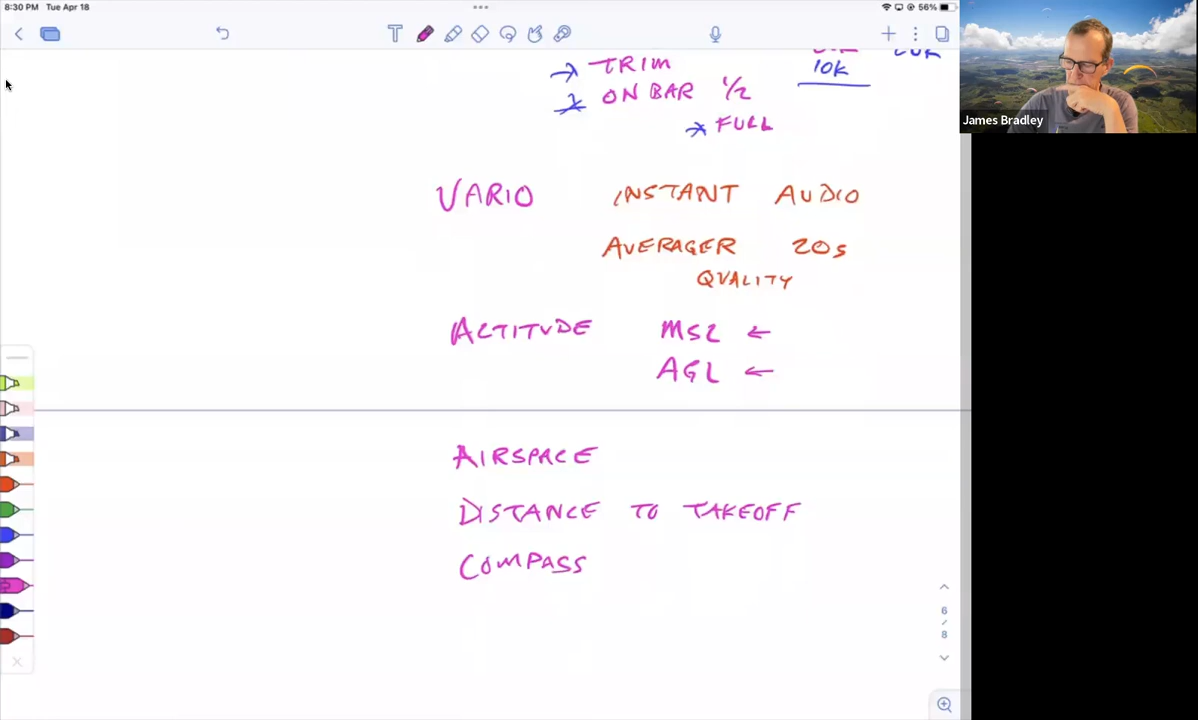 8:30 PM Tue Apr 18
56%
TRIM
10K
ON BAR 1/2
FULL
James Bradley
VARIO INSTANT AUDIO
AVERAGER 20s
QUALITY
ALTITUDE MSL ←
AGL ←
AIRSPACE
DISTANCE TO TAKEOFF
COMPASS
6
/
8